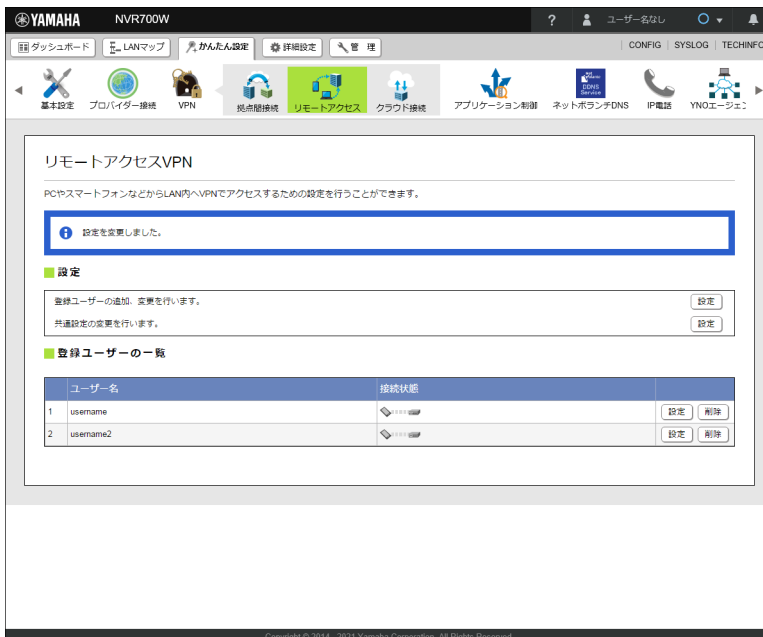 YAMAHA NVR700W ? ユーザー名なし
ダッシュボード LANマップ かんたん設定 詳細設定 管 理 CONFIG SYSLOG TECHINFO
DDNS
Service
基本設定 プロバイダー接続 VPN 拠点間接続 リモートアクセス クラウド接続 アプリケーション制御 ネットボランチDNS IP電話 YNOエージェ
リモートアクセスVPN
PCやスマートフォンなどからLAN内へVPNでアクセスするための設定を行うことができます。
設定を変更しました。
設定
登録ユーザーの追加、変更を行います。 設定
共通設定の変更を行います。 設定
登録ユーザーの一覧
ユーザー名 接続状態
1 username 設定 削除
2 username2 設定 削除
Copyright © 2014 - 2021 Yamaha Corporation. All Rights Reserved.